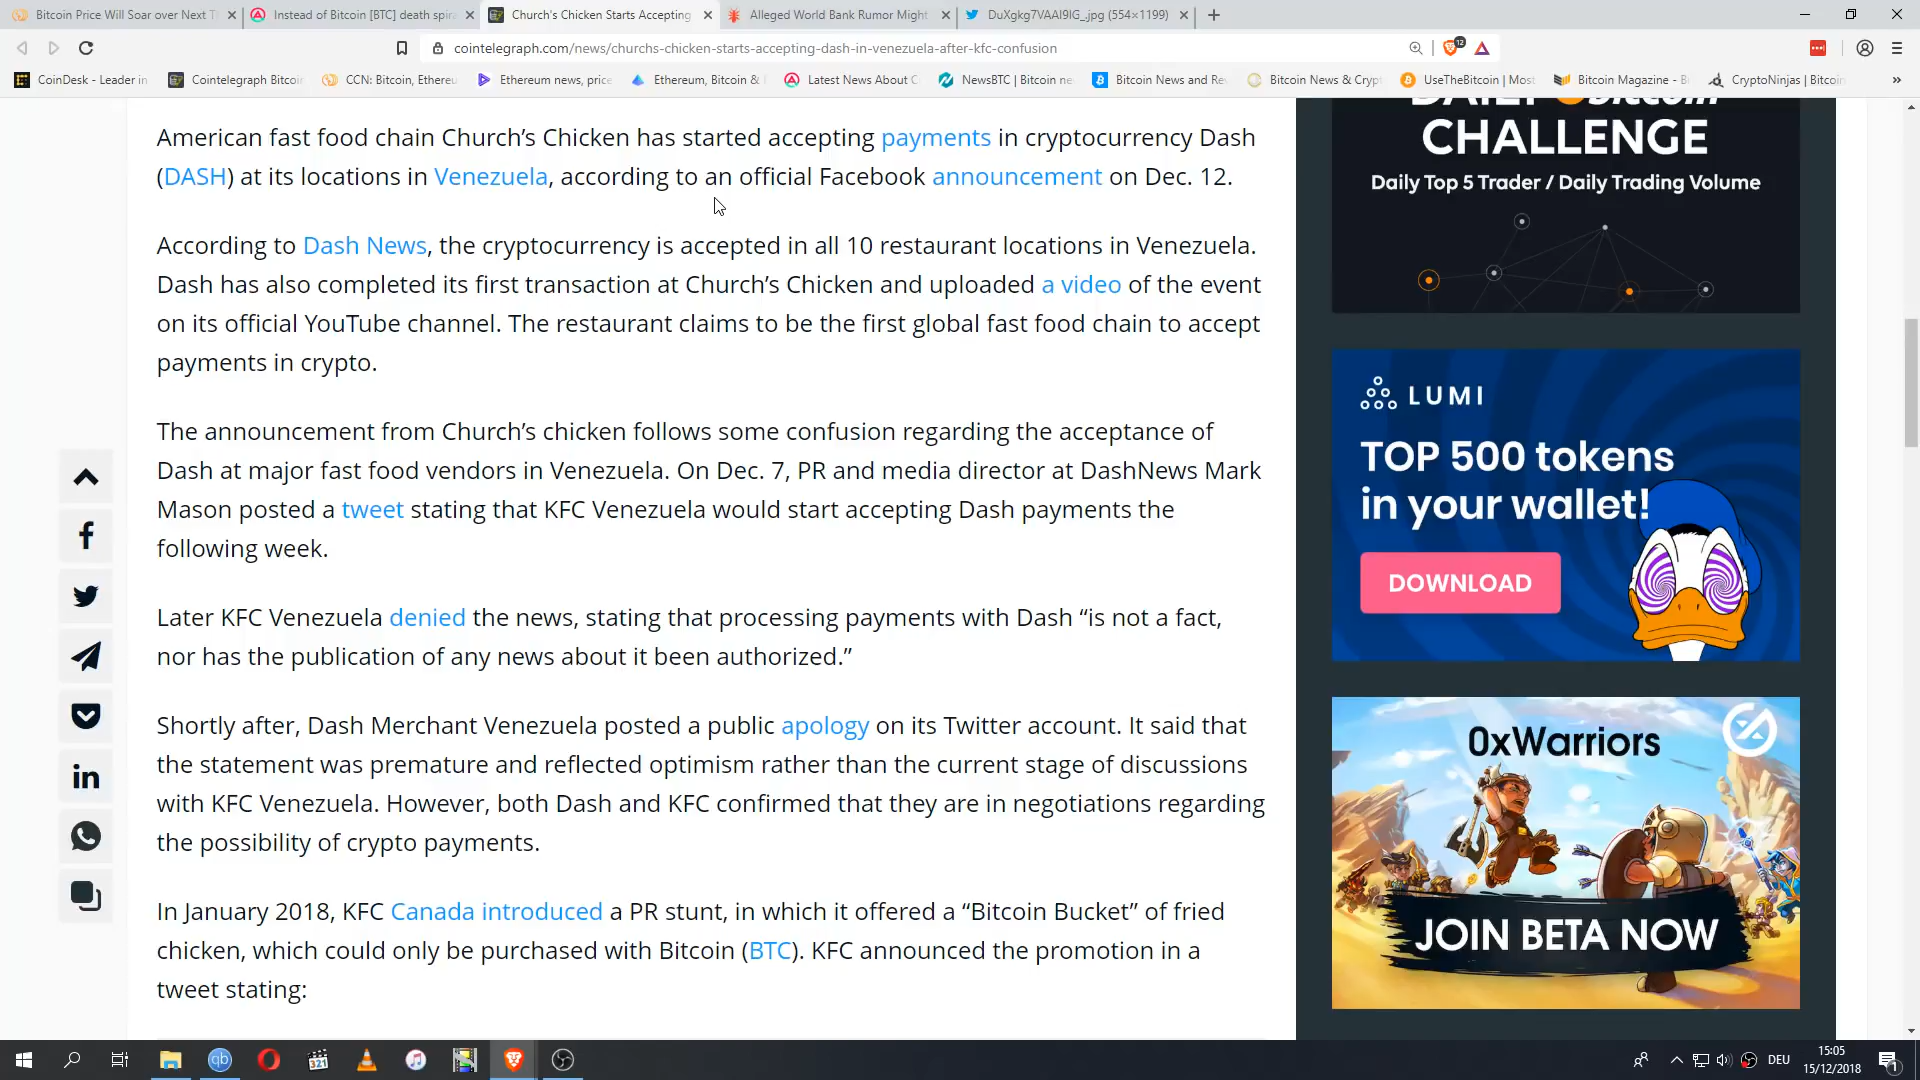 Bitcoin Price Will Soar over Next T
Instead of Bitcoin [BTC] death spira
Church's Chicken Starts Accepting
Alleged World Bank Rumor Might
DuXgkg7VAAI9IG_.jpg (554×1199)
cointelegraph.com/news/churchs-chicken-starts-accepting-dash-in-venezuela-after-kfc-confusion
12
CoinDesk - Leader in
Cointelegraph Bitcoi
CCN: Bitcoin, Ethere
Ethereum news, price
Ethereum, Bitcoin &
Latest News About C
NewsBTC | Bitcoin ne
Bitcoin News and Re
Bitcoin News & Cryp
UseTheBitcoin | Most
Bitcoin Magazine - B
CryptoNinjas | Bitcoi
American fast food chain Church’s Chicken has started accepting payments in cryptocurrency Dash
(DASH) at its locations in Venezuela, according to an official Facebook announcement on Dec. 12.
According to Dash News, the cryptocurrency is accepted in all 10 restaurant locations in Venezuela.
Dash has also completed its first transaction at Church’s Chicken and uploaded a video of the event
on its official YouTube channel. The restaurant claims to be the first global fast food chain to accept
payments in crypto.
The announcement from Church’s chicken follows some confusion regarding the acceptance of
Dash at major fast food vendors in Venezuela. On Dec. 7, PR and media director at DashNews Mark
Mason posted a tweet stating that KFC Venezuela would start accepting Dash payments the
following week.
Later KFC Venezuela denied the news, stating that processing payments with Dash “is not a fact,
nor has the publication of any news about it been authorized.”
Shortly after, Dash Merchant Venezuela posted a public apology on its Twitter account. It said that
the statement was premature and reflected optimism rather than the current stage of discussions
with KFC Venezuela. However, both Dash and KFC confirmed that they are in negotiations regarding
the possibility of crypto payments.
In January 2018, KFC Canada introduced a PR stunt, in which it offered a “Bitcoin Bucket” of fried
chicken, which could only be purchased with Bitcoin (BTC). KFC announced the promotion in a
tweet stating:
DAILY bitcoin
CHALLENGE
Daily Top 5 Trader / Daily Trading Volume
LUMI
TOP 500 tokens
in your wallet!
DOWNLOAD
0xWarriors
JOIN BETA NOW
321
qb
DEU
15:05
15/12/2018
1